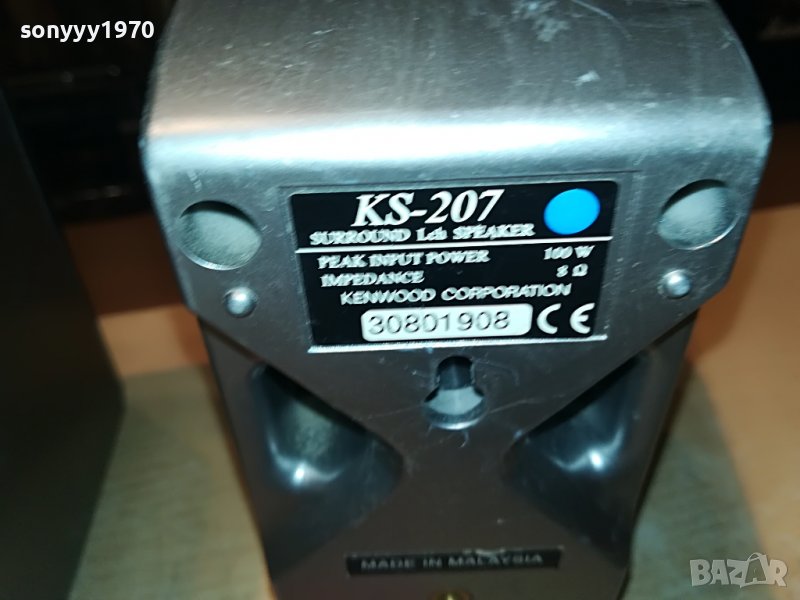 sonyyy1970
KS-207
SURROUND Lch SPEAKER
PEAK INPUT POWER 100 W
IMPEDANCE 8 Ω
KENWOOD CORPORATION
30801908 CE
MADE IN MALAYSIA
BAZAR